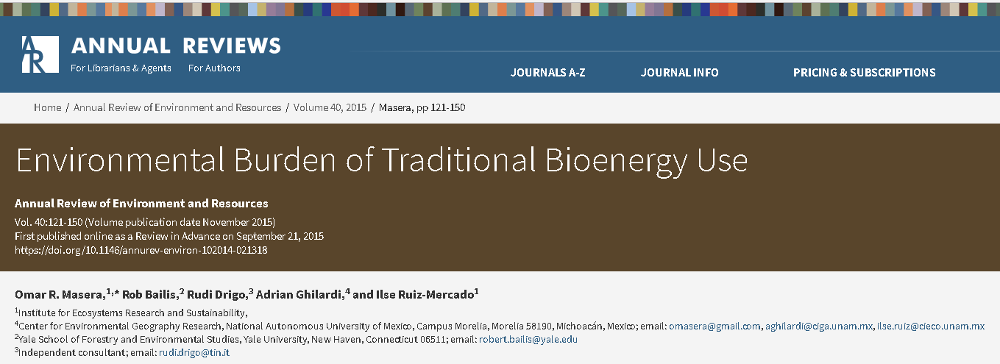 AR ANNUAL REVIEWS
For Librarians & Agents For Authors
JOURNALS A-Z JOURNAL INFO PRICING & SUBSCRIPTIONS
Home / Annual Review of Environment and Resources / Volume 40, 2015 / Masera, pp 121-150
Environmental Burden of Traditional Bioenergy Use
Annual Review of Environment and Resources
Vol. 40:121-150 (Volume publication date November 2015)
First published online as a Review in Advance on September 21, 2015
https://doi.org/10.1146/annurev-environ-102014-021318
Omar R. Masera,1,* Rob Bailis,2 Rudi Drigo,3 Adrian Ghilardi,4 and Ilse Ruiz-Mercado1
1Institute for Ecosystems Research and Sustainability,
4Center for Environmental Geography Research, National Autonomous University of Mexico, Campus Morelia, Morelia 58190, Michoacán, Mexico; email: omasera@gmail.com, aghilardi@ciga.unam.mx, ilse.ruiz@cieco.unam.mx
2Yale School of Forestry and Environmental Studies, Yale University, New Haven, Connecticut 06511; email: robert.bailis@yale.edu
3Independent consultant; email: rudi.drigo@tin.it